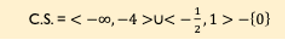 C.S. = < −∞, −4 >∪< −1/2, 1 > −{0}